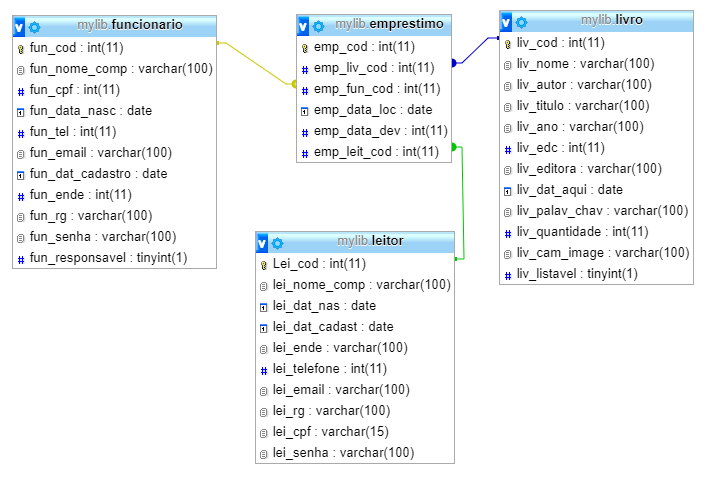 mylib.funcionario
fun_cod : int(11)
fun_nome_comp : varchar(100)
fun_cpf : int(11)
fun_data_nasc : date
fun_tel : int(11)
fun_email : varchar(100)
fun_dat_cadastro : date
fun_ende : int(11)
fun_rg : varchar(100)
fun_senha : varchar(100)
fun_responsavel : tinyint(1)
mylib.emprestimo
emp_cod : int(11)
emp_liv_cod : int(11)
emp_fun_cod : int(11)
emp_data_loc : date
emp_data_dev : int(11)
emp_leit_cod : int(11)
mylib.livro
liv_cod : int(11)
liv_nome : varchar(100)
liv_autor : varchar(100)
liv_titulo : varchar(100)
liv_ano : varchar(100)
liv_edc : int(11)
liv_editora : varchar(100)
liv_dat_aqui : date
liv_palav_chav : varchar(100)
liv_quantidade : int(11)
liv_cam_image : varchar(100)
liv_listavel : tinyint(1)
mylib.leitor
Lei_cod : int(11)
lei_nome_comp : varchar(100)
lei_dat_nas : date
lei_dat_cadast : date
lei_ende : varchar(100)
lei_telefone : int(11)
lei_email : varchar(100)
lei_rg : varchar(100)
lei_cpf : varchar(15)
lei_senha : varchar(100)